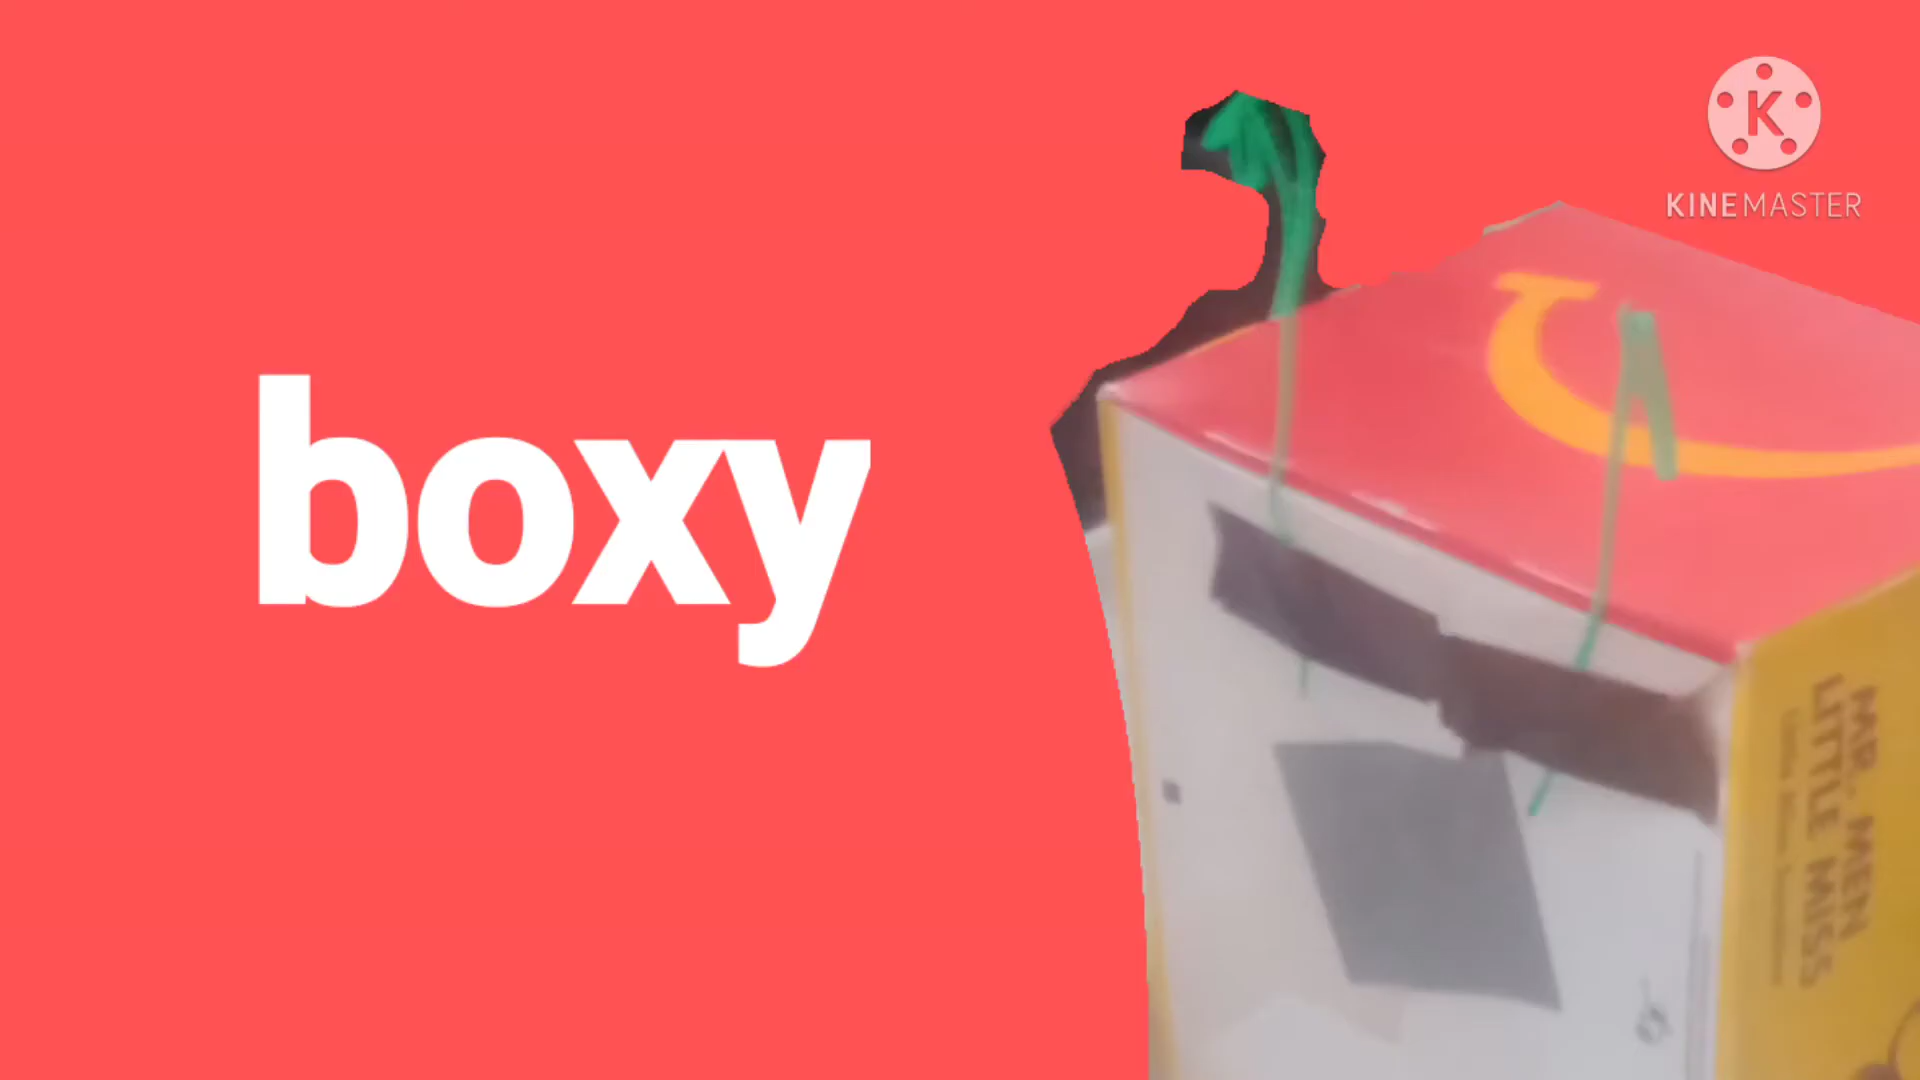 boxy
K
KINEMASTER
MR. MEN
LITTLE MISS